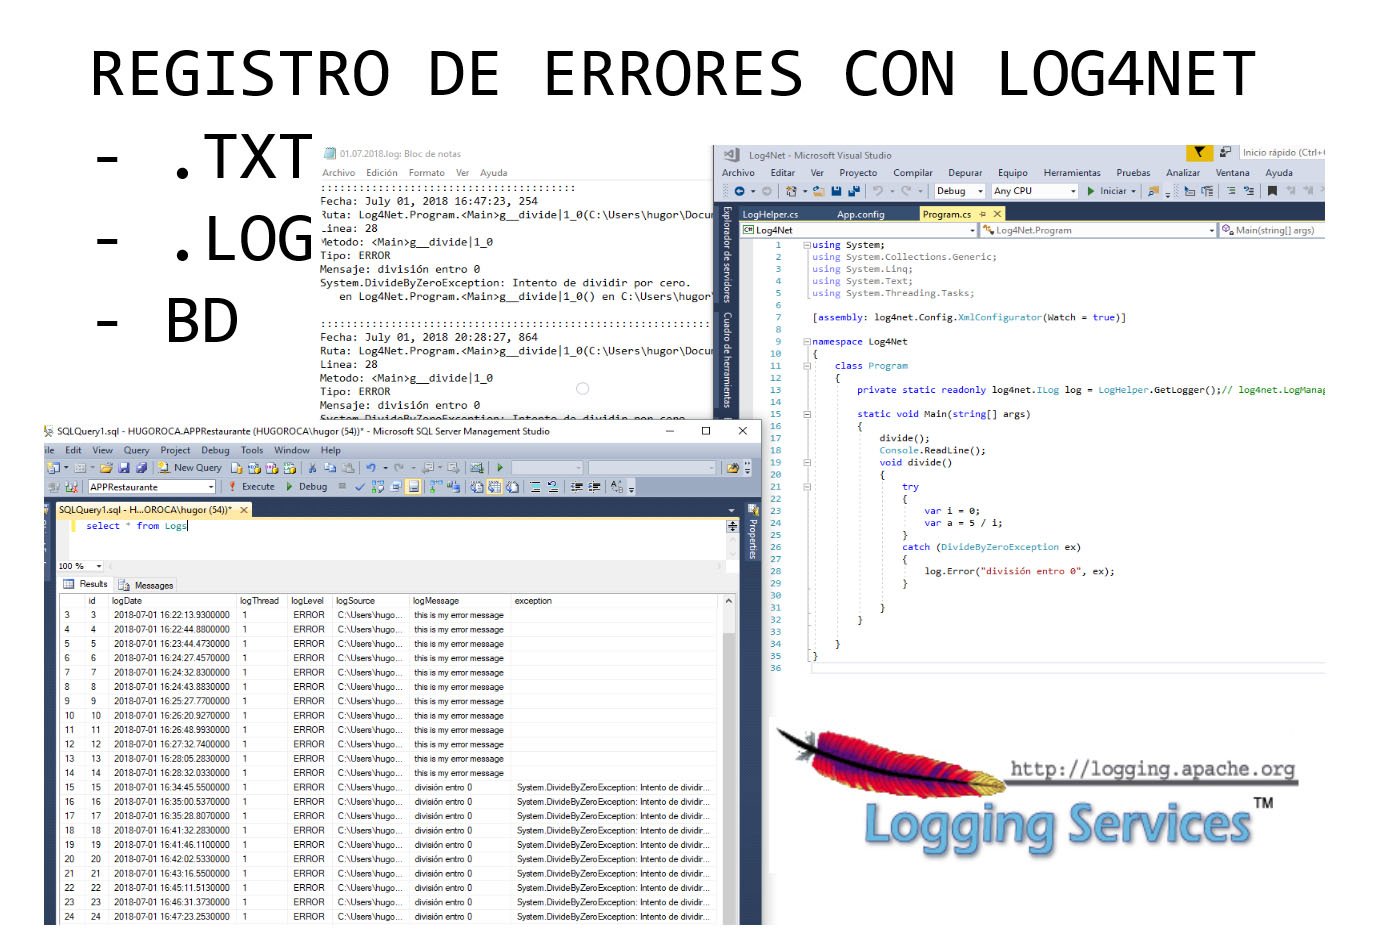 REGISTRO DE ERRORES CON LOG4NET
- .TXT
- .LOG
- BD
01.07.2018.log: Bloc de notas
Archivo Edición Formato Ver Ayuda
::::::::::::::::::::::::::::::::::::::::
Fecha: July 01, 2018 16:47:23, 254
Ruta: Log4Net.Program.<Main>g__divide|1_0(C:\Users\hugor\Docu
Linea: 28
Metodo: <Main>g__divide|1_0
Tipo: ERROR
Mensaje: división entro 0
System.DivideByZeroException: Intento de dividir por cero.
en Log4Net.Program.<Main>g__divide|1_0() en C:\Users\hugor\
:::::::::::::::::::::::::::::::::::::::::::::::::::::::::::::
Fecha: July 01, 2018 20:28:27, 864
Ruta: Log4Net.Program.<Main>g__divide|1_0(C:\Users\hugor\Docu
Linea: 28
Metodo: <Main>g__divide|1_0
Tipo: ERROR
Mensaje: división entro 0
System.DivideByZeroException: Intento de dividir por cero.
Log4Net - Microsoft Visual Studio
Inicio rápido (Ctrl+
Archivo Editar Ver Proyecto Compilar Depurar Equipo Herramientas Pruebas Analizar Ventana Ayuda
Debug Any CPU Iniciar
Explorador de servidores
Cuadro de herramientas
LogHelper.cs App.config Program.cs
Log4Net Log4Net.Program Main(string[] args)
1 using System;
2 using System.Collections.Generic;
3 using System.Linq;
4 using System.Text;
5 using System.Threading.Tasks;
6
7 [assembly: log4net.Config.XmlConfigurator(Watch = true)]
8
9 namespace Log4Net
10 {
11 class Program
12 {
13 private static readonly log4net.ILog log = LogHelper.GetLogger();// log4net.LogManag
14
15 static void Main(string[] args)
16 {
17 divide();
18 Console.ReadLine();
19 void divide()
20 {
21 try
22 {
23 var i = 0;
24 var a = 5 / i;
25 }
26 catch (DivideByZeroException ex)
27 {
28 log.Error("división entro 0", ex);
29 }
30
31 }
32 }
33
34 }
35 }
36
SQLQuery1.sql - HUGOROCA.APPRestaurante (HUGOROCA\hugor (54))* - Microsoft SQL Server Management Studio
ile Edit View Query Project Debug Tools Window Help
New Query
APPRestaurante Execute Debug
SQLQuery1.sql - H...OROCA\hugor (54))*
Properties
select * from Logs
100 %
Results Messages
id logDate logThread logLevel logSource logMessage exception
3 3 2018-07-01 16:22:13.9300000 1 ERROR C:\Users\hugo... this is my error message
4 4 2018-07-01 16:22:44.8800000 1 ERROR C:\Users\hugo... this is my error message
5 5 2018-07-01 16:23:44.4730000 1 ERROR C:\Users\hugo... this is my error message
6 6 2018-07-01 16:24:27.4570000 1 ERROR C:\Users\hugo... this is my error message
7 7 2018-07-01 16:24:32.8300000 1 ERROR C:\Users\hugo... this is my error message
8 8 2018-07-01 16:24:43.8830000 1 ERROR C:\Users\hugo... this is my error message
9 9 2018-07-01 16:25:27.7700000 1 ERROR C:\Users\hugo... this is my error message
10 10 2018-07-01 16:26:20.9270000 1 ERROR C:\Users\hugo... this is my error message
11 11 2018-07-01 16:26:48.9930000 1 ERROR C:\Users\hugo... this is my error message
12 12 2018-07-01 16:27:32.7400000 1 ERROR C:\Users\hugo... this is my error message
13 13 2018-07-01 16:28:05.2830000 1 ERROR C:\Users\hugo... this is my error message
14 14 2018-07-01 16:28:32.0330000 1 ERROR C:\Users\hugo... this is my error message
15 15 2018-07-01 16:34:45.5500000 1 ERROR C:\Users\hugo... división entro 0 System.DivideByZeroException: Intento de dividir...
16 16 2018-07-01 16:35:00.5370000 1 ERROR C:\Users\hugo... división entro 0 System.DivideByZeroException: Intento de dividir...
17 17 2018-07-01 16:35:28.8070000 1 ERROR C:\Users\hugo... división entro 0 System.DivideByZeroException: Intento de dividir...
18 18 2018-07-01 16:41:32.2830000 1 ERROR C:\Users\hugo... división entro 0 System.DivideByZeroException: Intento de dividir...
19 19 2018-07-01 16:41:46.1100000 1 ERROR C:\Users\hugo... división entro 0 System.DivideByZeroException: Intento de dividir...
20 20 2018-07-01 16:42:02.5330000 1 ERROR C:\Users\hugo... división entro 0 System.DivideByZeroException: Intento de dividir...
21 21 2018-07-01 16:43:16.5500000 1 ERROR C:\Users\hugo... división entro 0 System.DivideByZeroException: Intento de dividir...
22 22 2018-07-01 16:45:11.5130000 1 ERROR C:\Users\hugo... división entro 0 System.DivideByZeroException: Intento de dividir...
23 23 2018-07-01 16:46:31.3730000 1 ERROR C:\Users\hugo... división entro 0 System.DivideByZeroException: Intento de dividir...
24 24 2018-07-01 16:47:23.2530000 1 ERROR C:\Users\hugo... división entro 0 System.DivideByZeroException: Intento de dividir...
http://logging.apache.org
Logging Services™